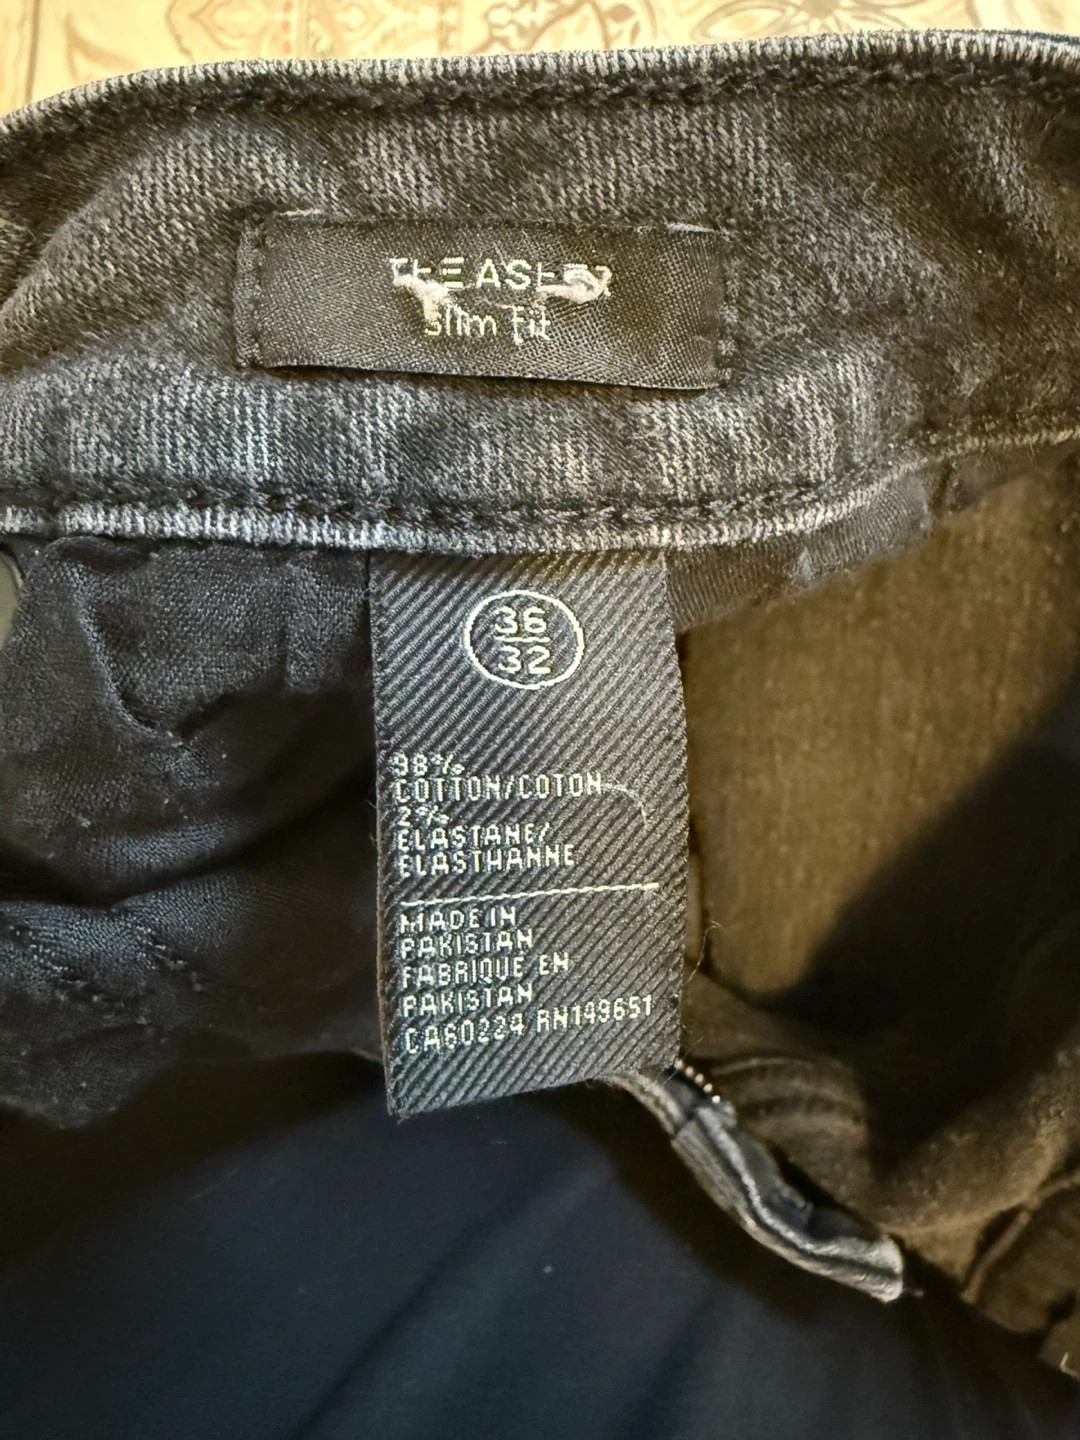 Slim Fit
36
32
98%
COTTON/COTON
2%
ELASTANE/
ELASTHANNE
MADE IN
PAKISTAN
FABRIQUE EN
PAKISTAN
CA60224 RN149651